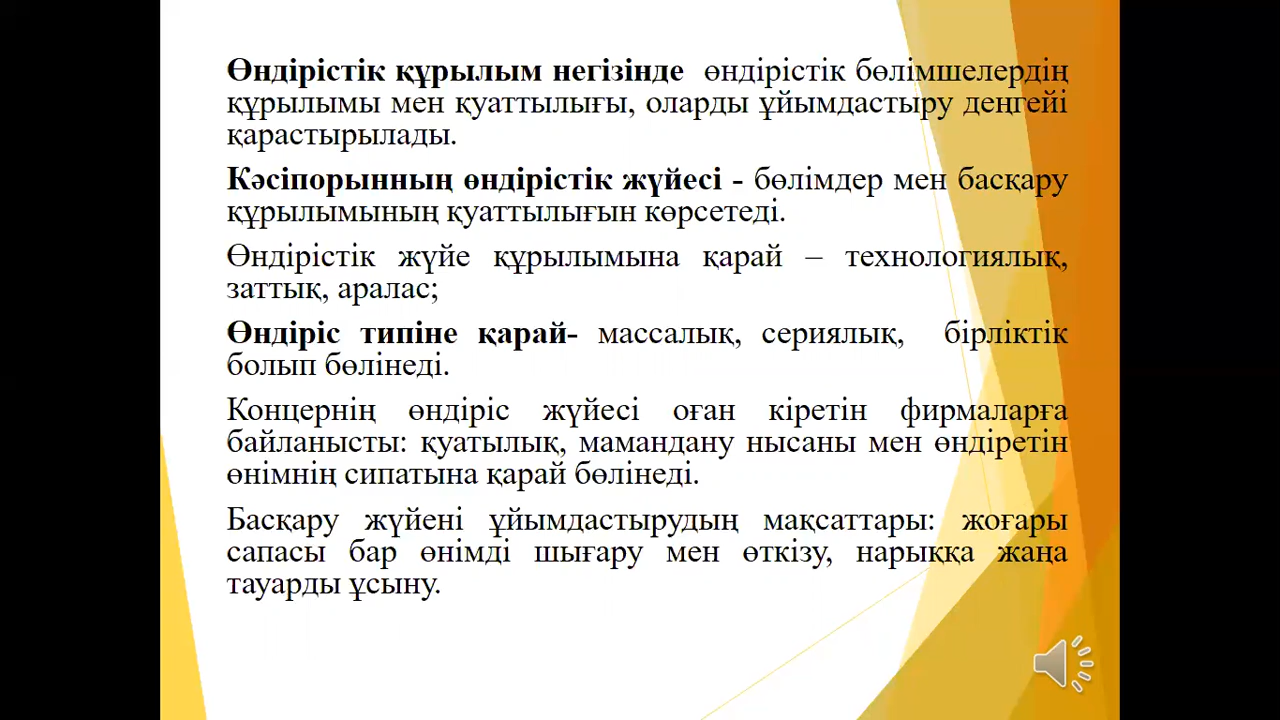 Өндірістік құрылым негізінде өндірістік бөлімшелердің
құрылымы мен қуаттылығы, оларды ұйымдастыру деңгейі
қарастырылады.
Кәсіпорынның өндірістік жүйесі - бөлімдер мен басқару
құрылымының қуаттылығын көрсетеді.
Өндірістік жүйе құрылымына қарай – технологиялық,
заттық, аралас;
Өндіріс типіне қарай- массалық, сериялық, бірліктік
болып бөлінеді.
Концернің өндіріс жүйесі оған кіретін фирмаларға
байланысты: қуатылық, мамандану нысаны мен өндіретін
өнімнің сипатына қарай бөлінеді.
Басқару жүйені ұйымдастырудың мақсаттары: жоғары
сапасы бар өнімді шығару мен өткізу, нарыққа жаңа
тауарды ұсыну.